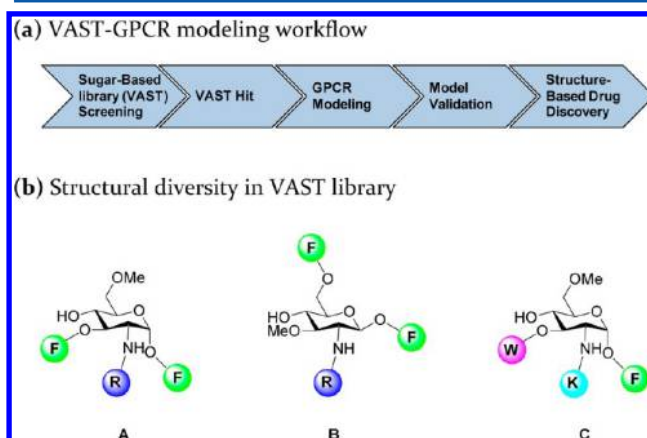 (a) VAST-GPCR modeling workflow
Sugar-Based
library (VAST)
Screening
VAST Hit
GPCR
Modeling
Model
Validation
Structure-
Based Drug
Discovery
(b) Structural diversity in VAST library
OMe
HO
O
O
F
NH
O
F
R
A
F
O
HO
O
MeO
O
F
NH
R
B
OMe
HO
O
O
W
NH
O
F
K
C